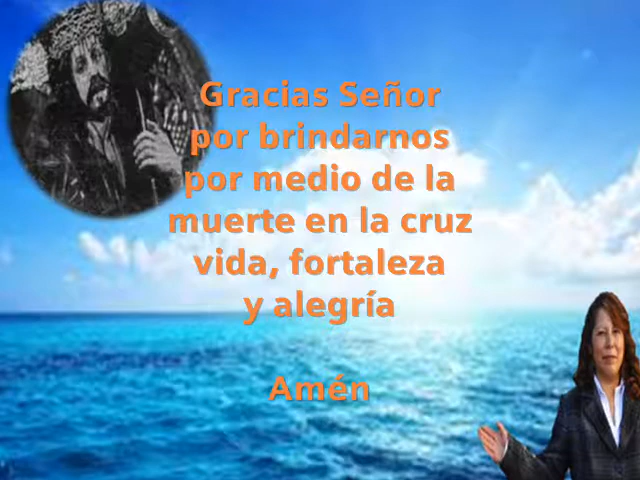 Gracias Señor
por brindarnos
por medio de la
muerte en la cruz
vida, fortaleza
y alegría
Amén